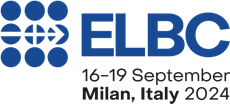 ELBC
16–19 September
Milan, Italy 2024